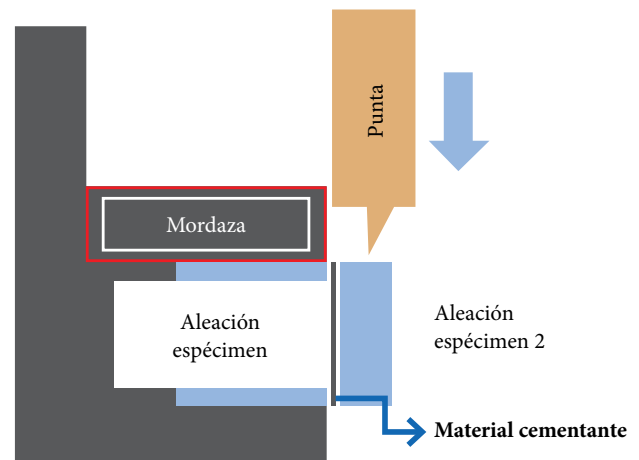 Punta
Mordaza
Aleación
espécimen
Aleación
espécimen 2
Material cementante